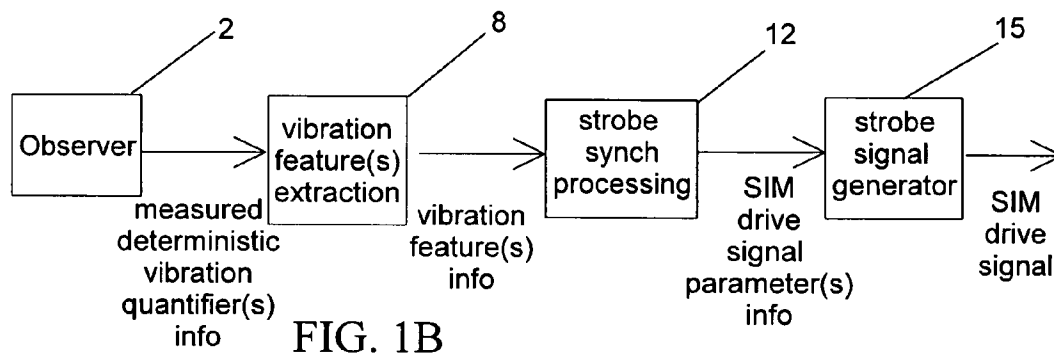 2
8
12
15
Observer
vibration
feature(s)
extraction
strobe
synch
processing
strobe
signal
generator
measured
deterministic
vibration
quantifier(s)
info
vibration
feature(s)
info
SIM
drive
signal
parameter(s)
info
SIM
drive
signal
FIG. 1B